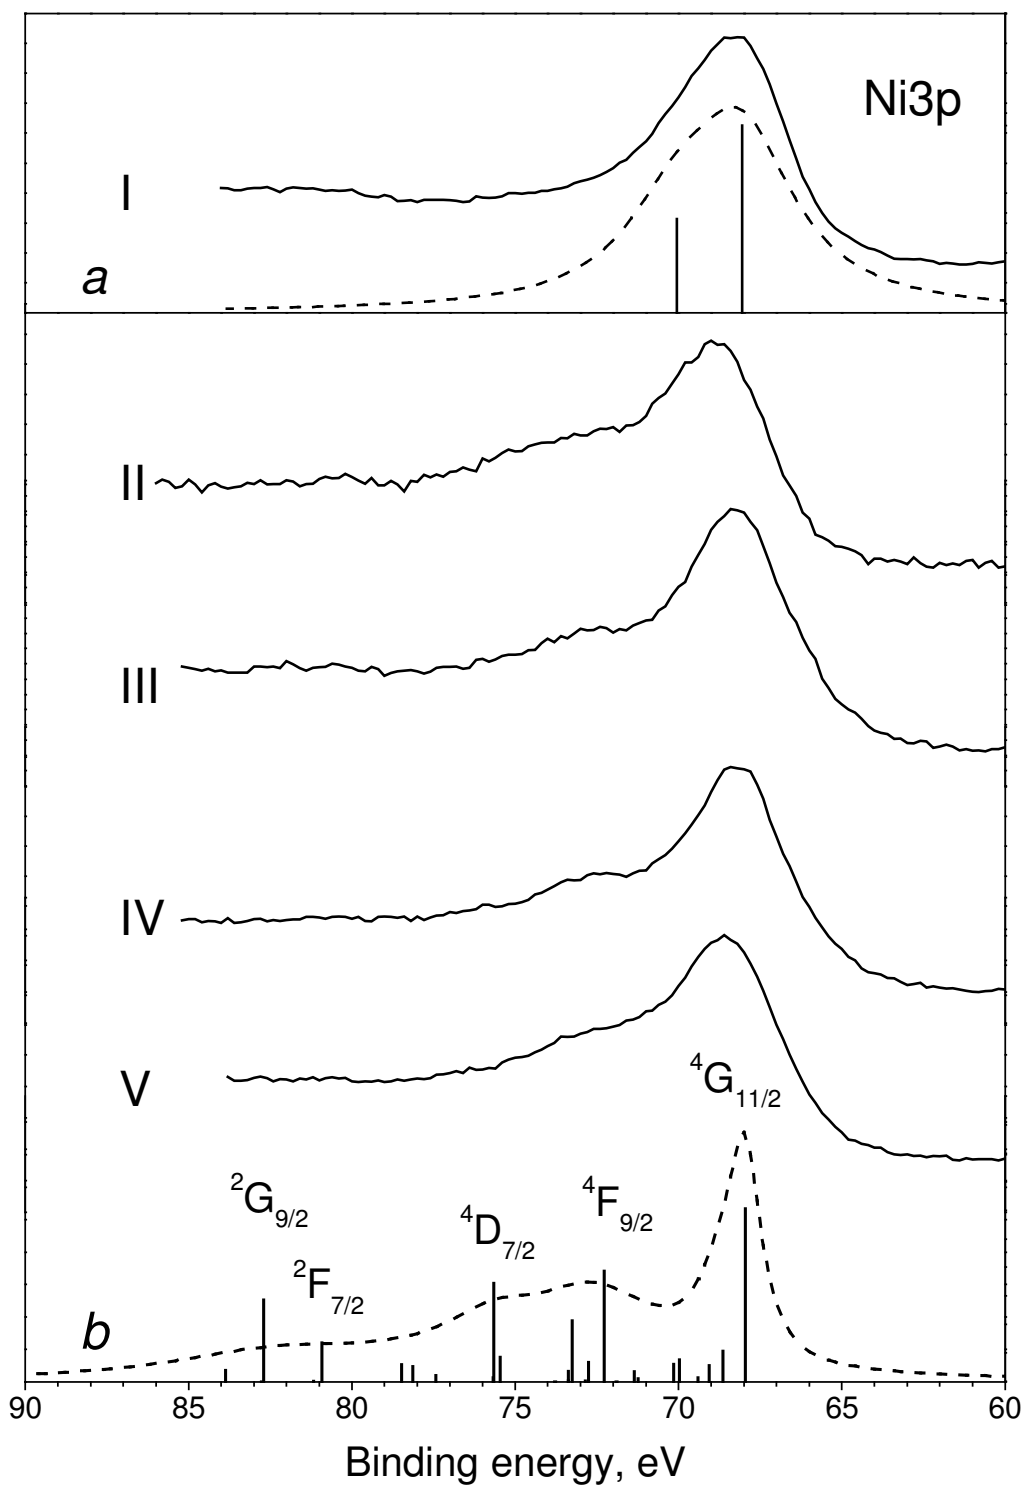 Ni3p
I
a
II
III
IV
V
⁴G₁₁/₂
²G₉/₂
⁴D₇/₂
⁴F₉/₂
²F₇/₂
b
90 85 80 75 70 65 60
Binding energy, eV